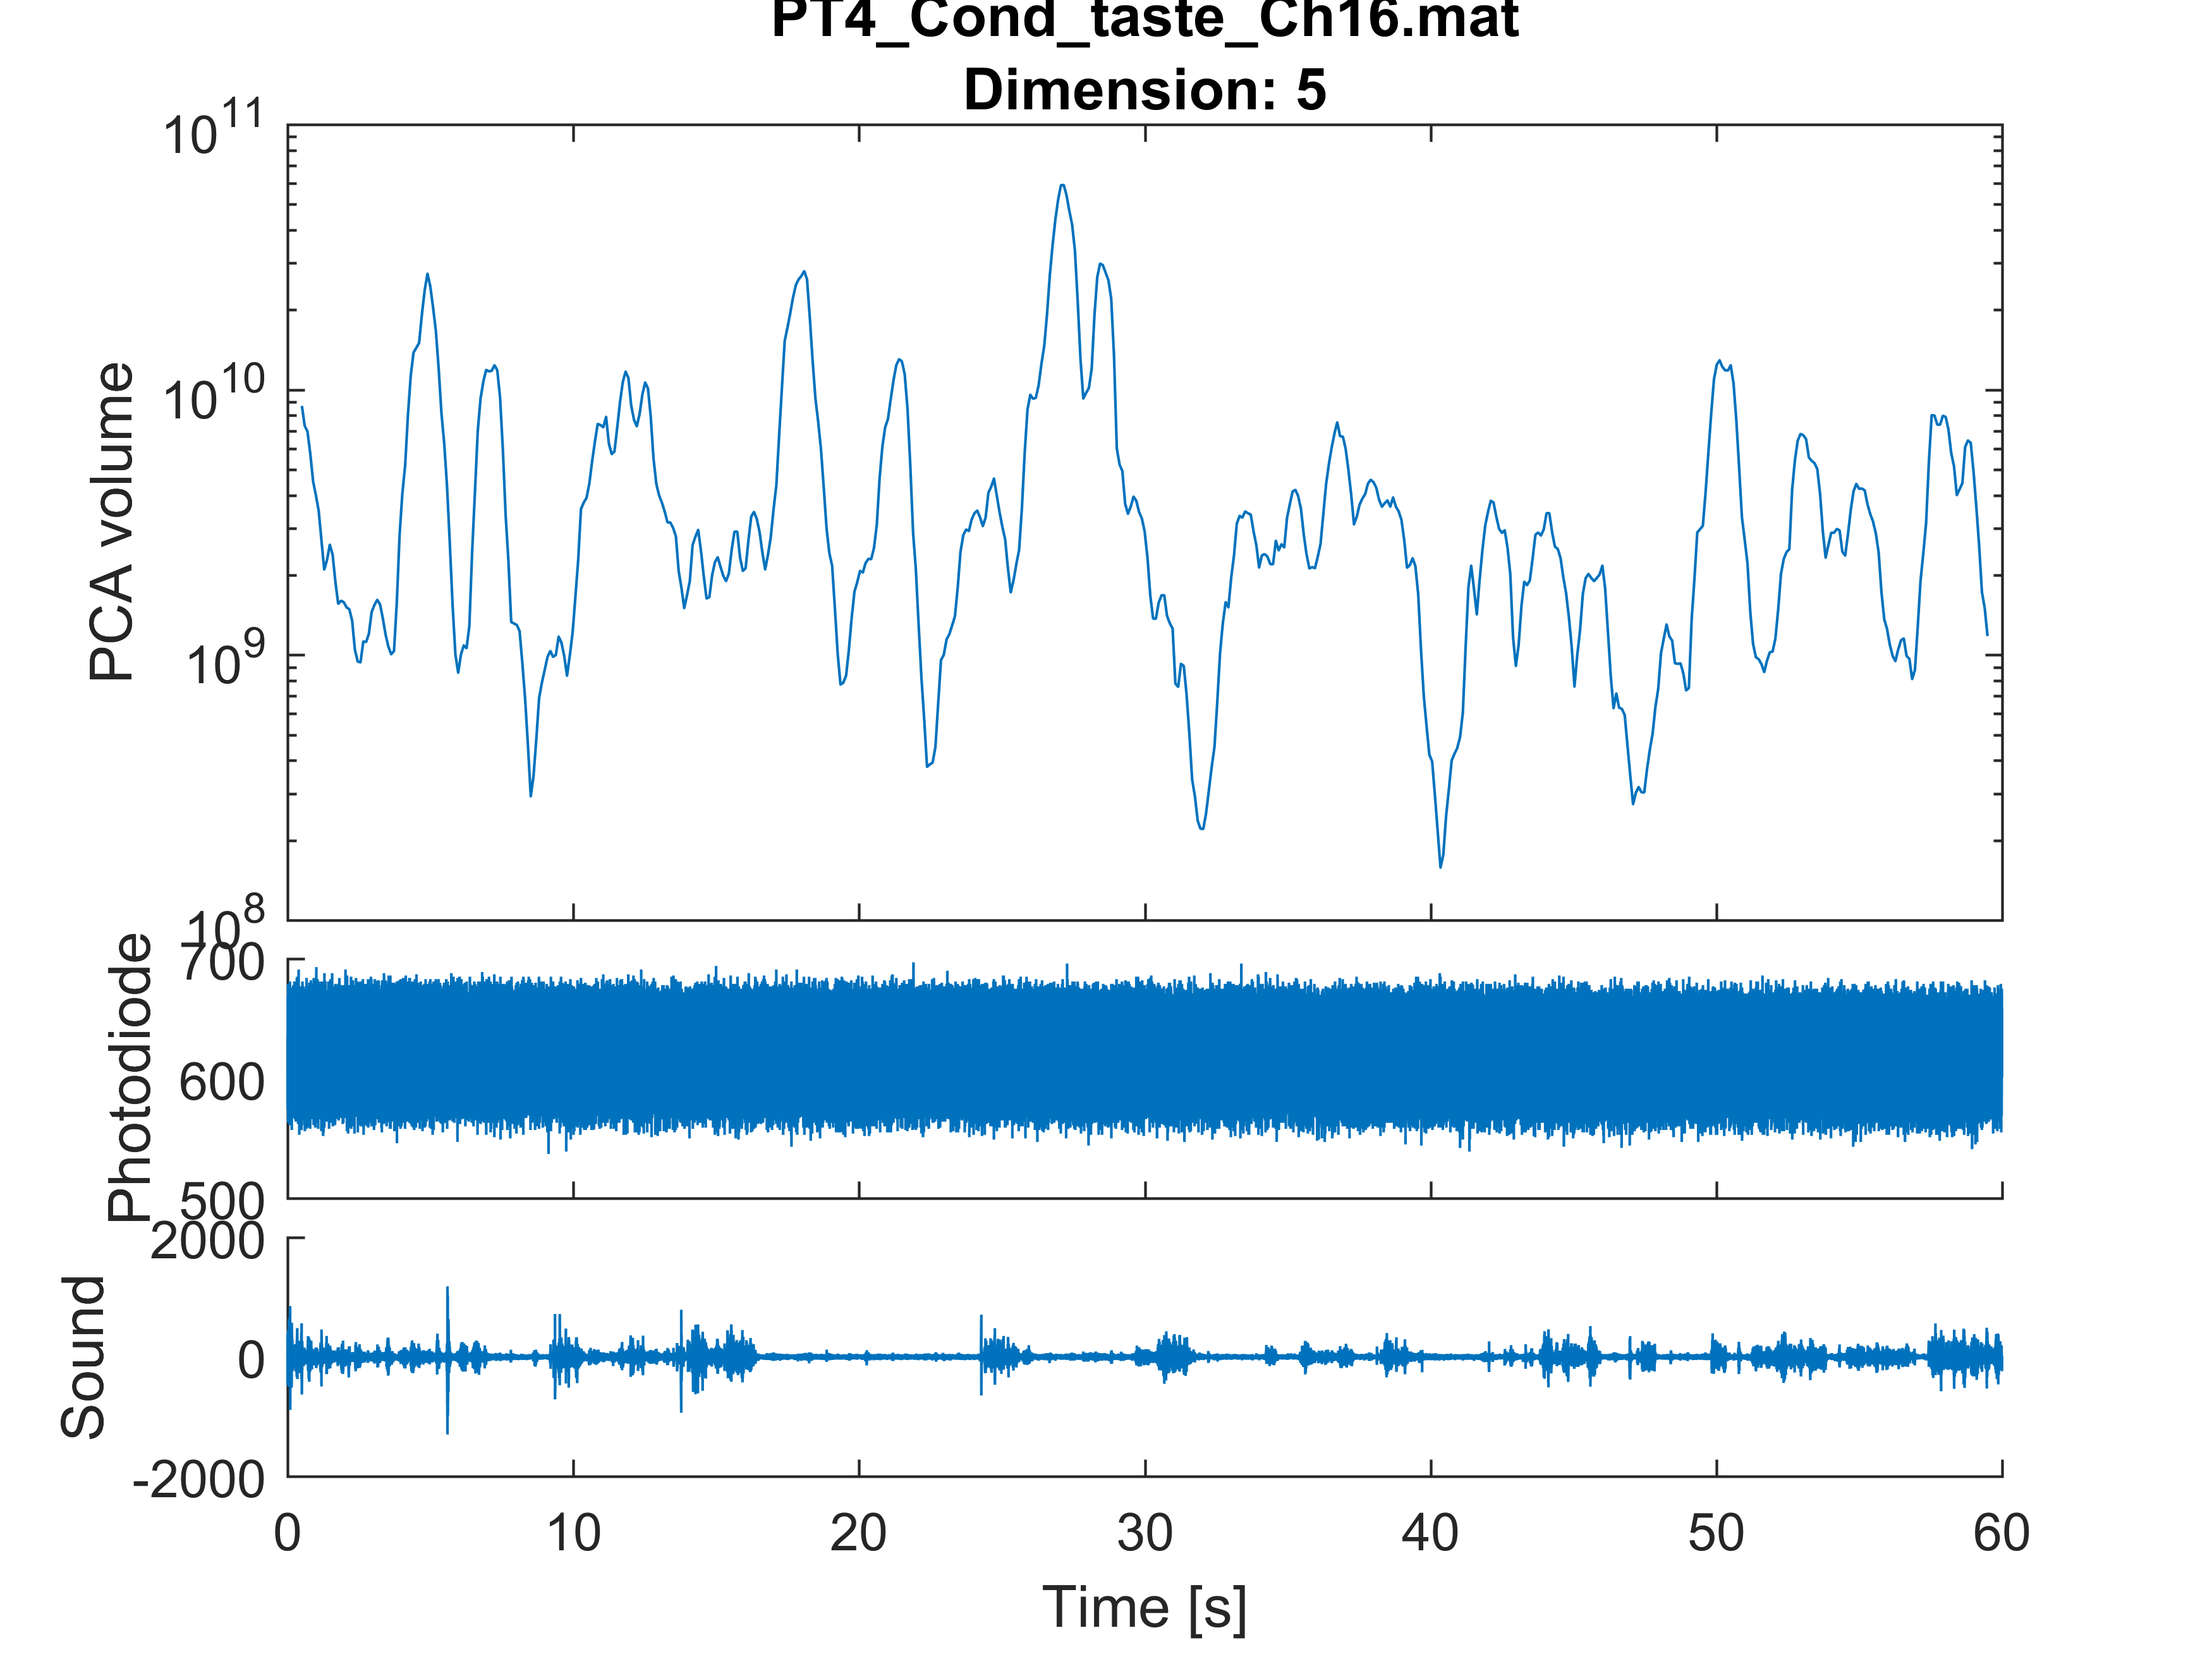 PT4_Cond_taste_Ch16.mat
Dimension: 5
10^11
10^10
10^9
10^8
PCA volume
700
600
500
Photodiode
2000
0
-2000
Sound
0 10 20 30 40 50 60
Time [s]